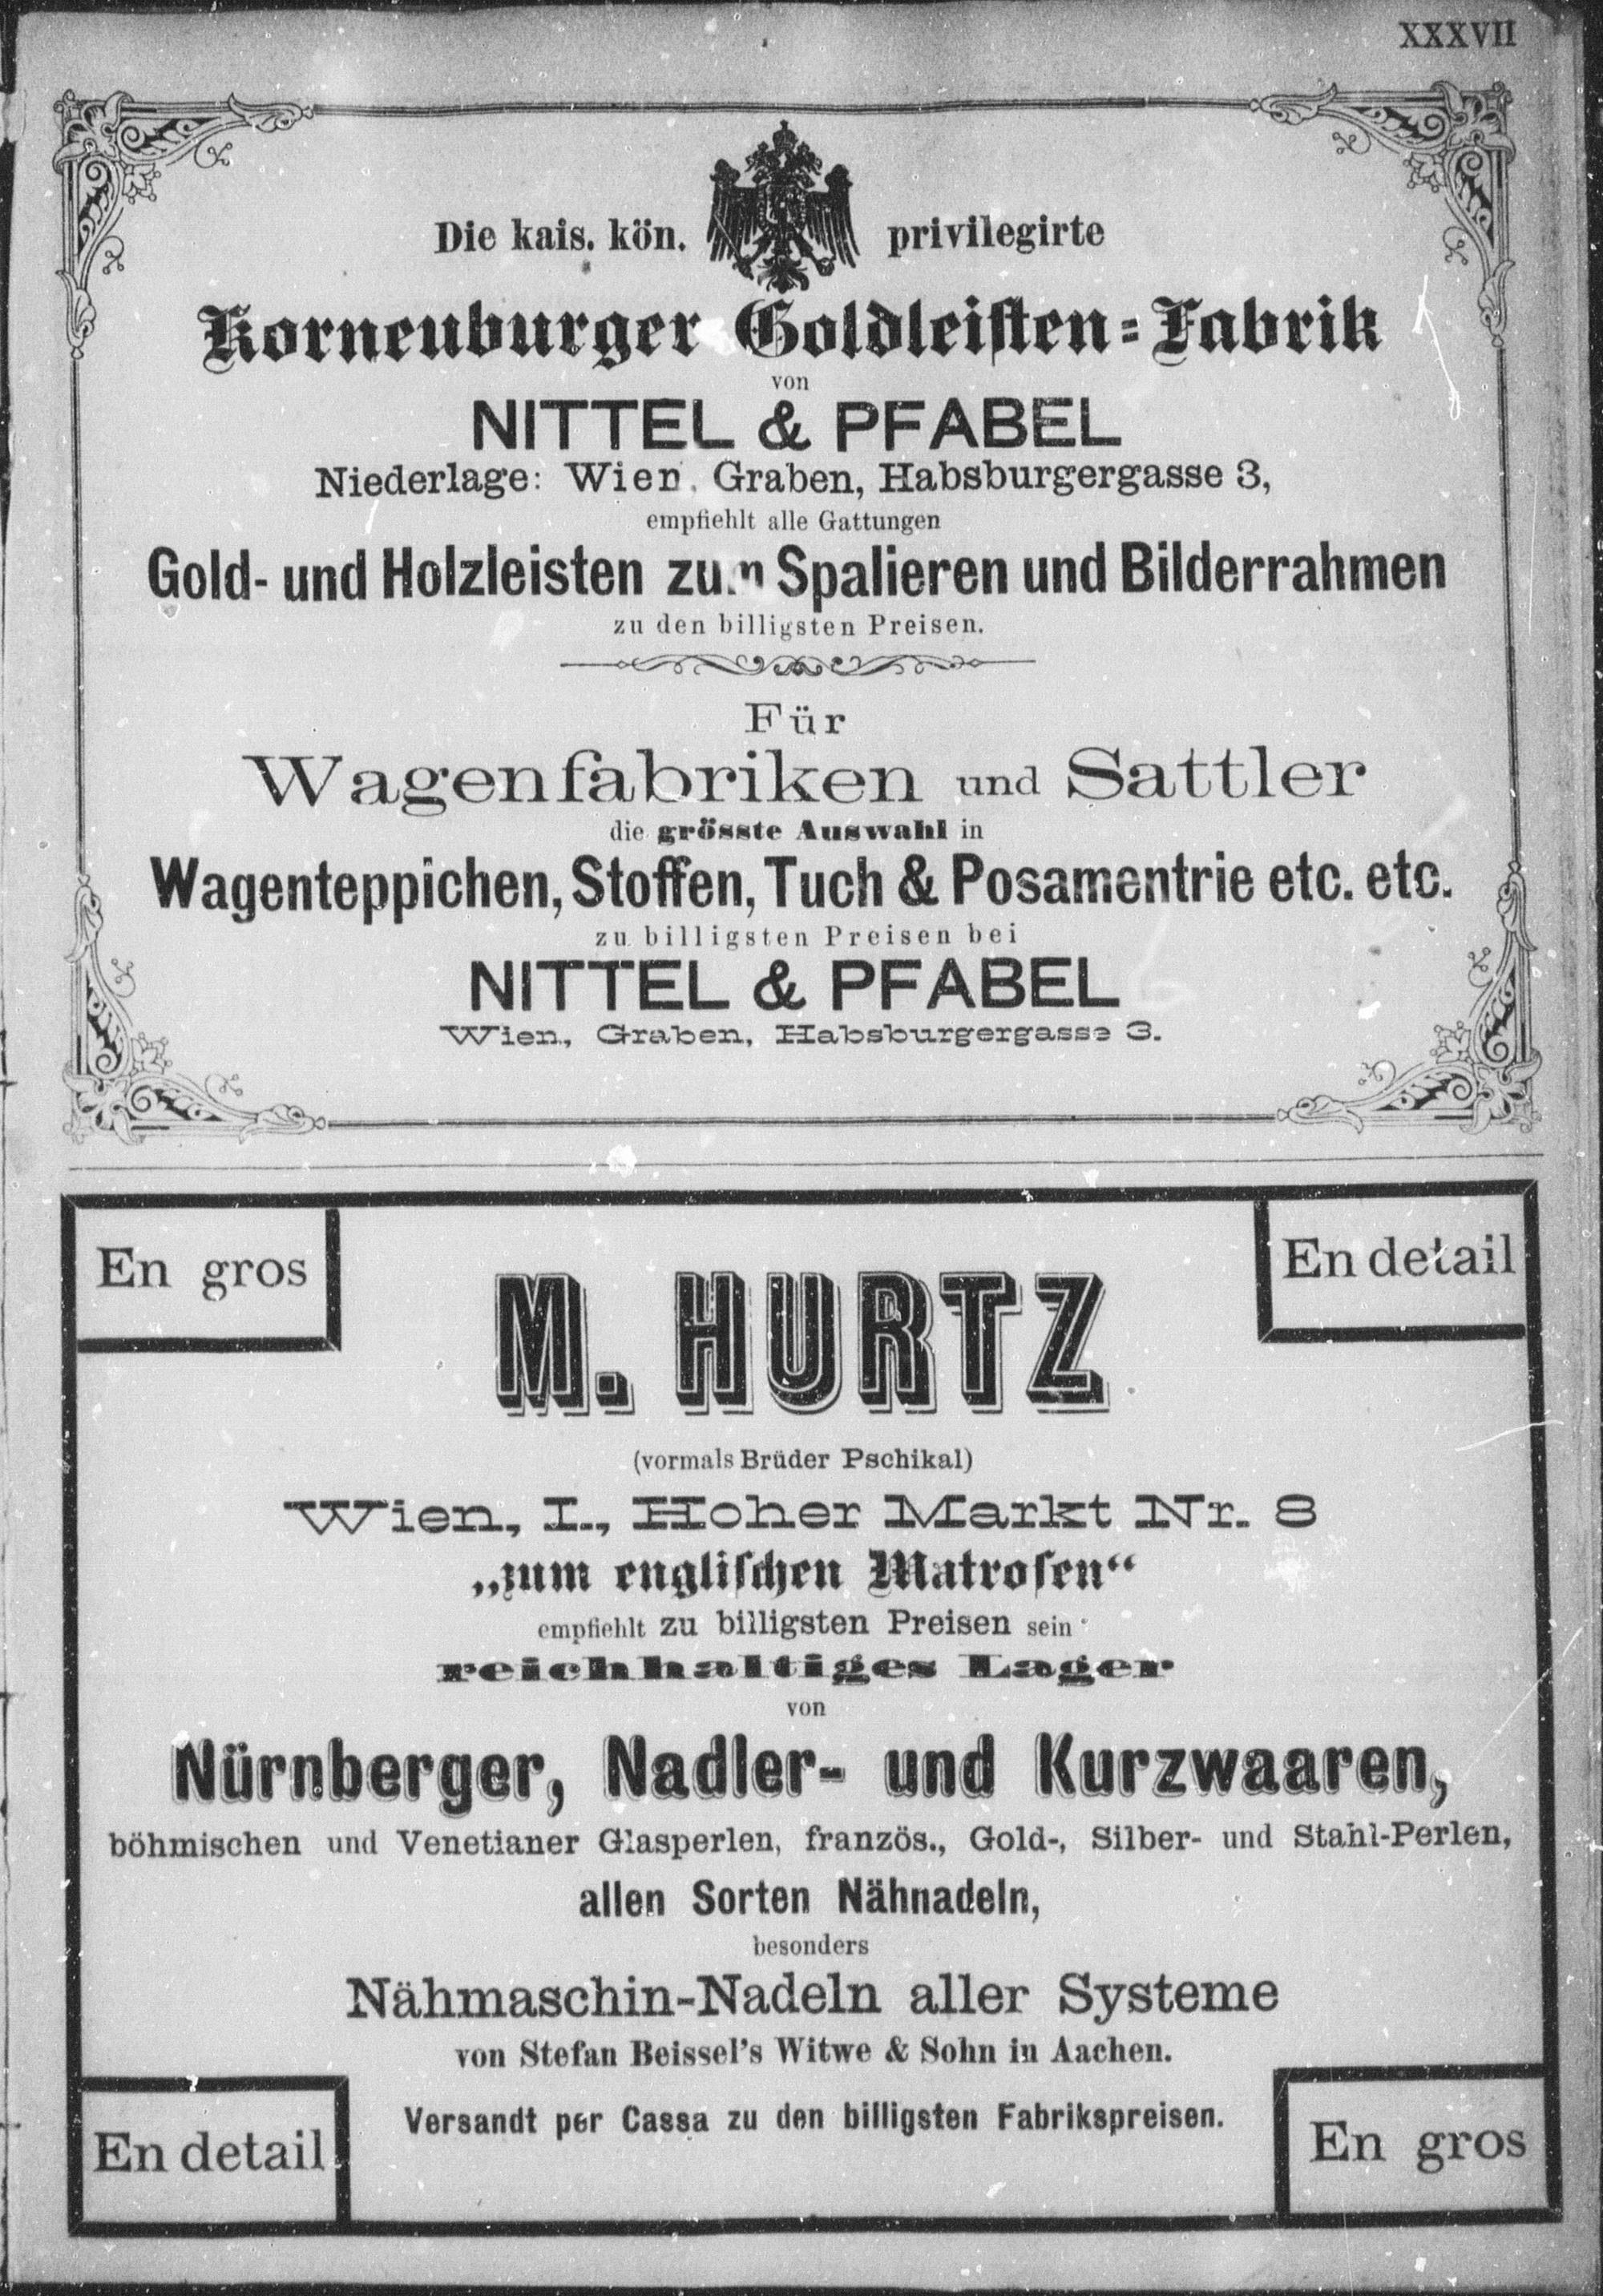 XXXVII
Die kais. kön. privilegirte
Korneuburger Goldleisten-Fabrik
von
NITTEL & PFABEL
Niederlage: Wien, Graben, Habsburgergasse 3,
empfiehlt alle Gattungen
Gold- und Holzleisten zum Spalieren und Bilderrahmen
zu den billigsten Preisen.
Für
Wagenfabriken und Sattler
die grösste Auswahl in
Wagenteppichen, Stoffen, Tuch & Posamentrie etc. etc.
zu billigsten Preisen bei
NITTEL & PFABEL
Wien, Graben, Habsburgergasse 3.
En gros
En detail
M. HURTZ
(vormals Brüder Pschikal)
Wien, I., Hoher Markt Nr. 8
„zum englischen Matrosen“
empfiehlt zu billigsten Preisen sein
reichhaltiges Lager
von
Nürnberger, Nadler- und Kurzwaaren,
böhmischen und Venetianer Glasperlen, französ., Gold-, Silber- und Stahl-Perlen,
allen Sorten Nähnadeln,
besonders
Nähmaschin-Nadeln aller Systeme
von Stefan Beissel's Witwe & Sohn in Aachen.
Versandt per Cassa zu den billigsten Fabrikspreisen.
En detail
En gros